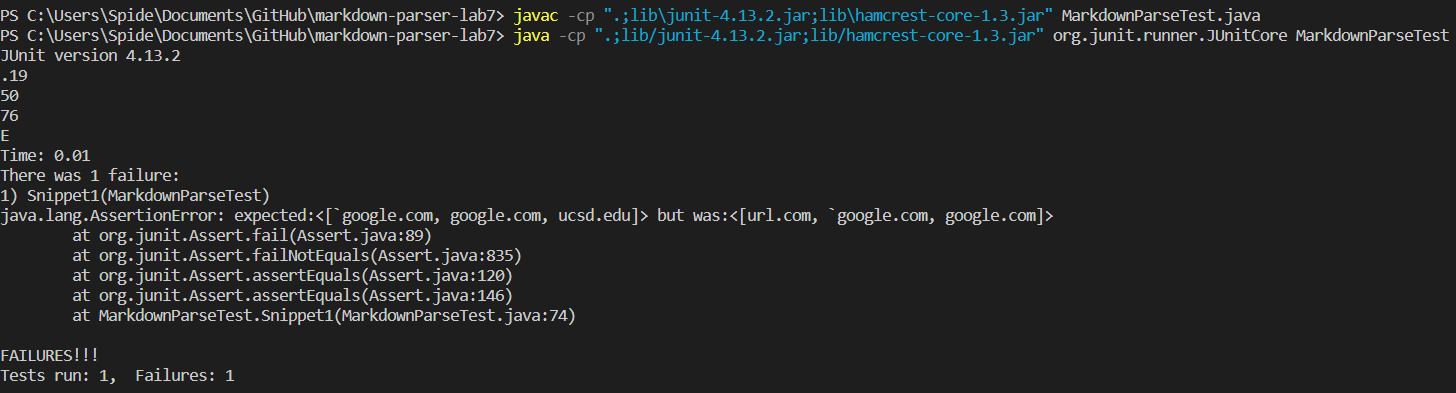 PS C:\Users\Spide\Documents\GitHub\markdown-parser-lab7> javac -cp ".;lib\junit-4.13.2.jar;lib\hamcrest-core-1.3.jar" MarkdownParseTest.java
PS C:\Users\Spide\Documents\GitHub\markdown-parser-lab7> java -cp ".;lib/junit-4.13.2.jar;lib/hamcrest-core-1.3.jar" org.junit.runner.JUnitCore MarkdownParseTest
JUnit version 4.13.2
.19
50
76
E
Time: 0.01
There was 1 failure:
1) Snippet1(MarkdownParseTest)
java.lang.AssertionError: expected:<[`google.com, google.com, ucsd.edu]> but was:<[url.com, `google.com, google.com]>
        at org.junit.Assert.fail(Assert.java:89)
        at org.junit.Assert.failNotEquals(Assert.java:835)
        at org.junit.Assert.assertEquals(Assert.java:120)
        at org.junit.Assert.assertEquals(Assert.java:146)
        at MarkdownParseTest.Snippet1(MarkdownParseTest.java:74)

FAILURES!!!
Tests run: 1,  Failures: 1